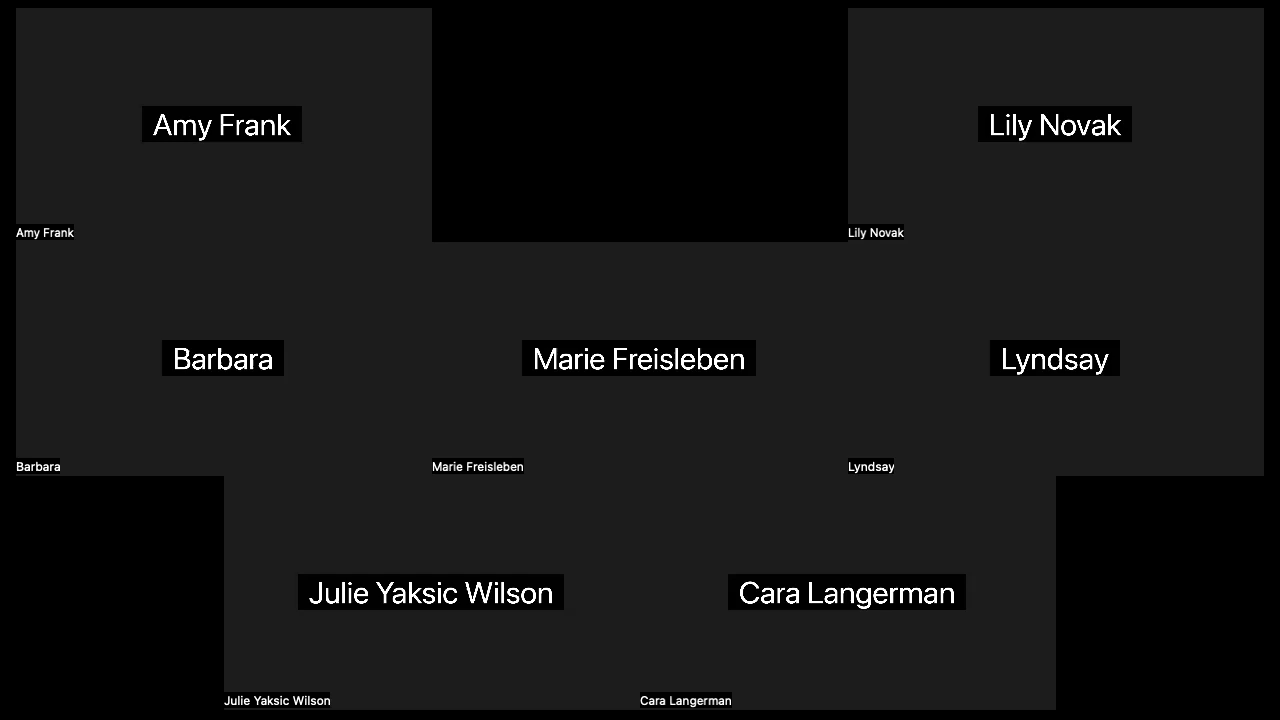 Amy Frank
Lily Novak
Amy Frank
Lily Novak
Barbara
Marie Freisleben
Lyndsay
Barbara
Marie Freisleben
Lyndsay
Julie Yaksic Wilson
Cara Langerman
Julie Yaksic Wilson
Cara Langerman